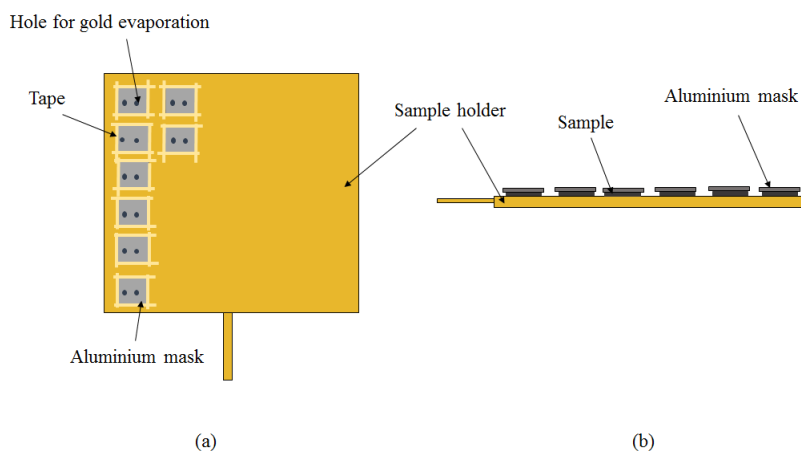 Hole for gold evaporation
Tape
Sample holder
Aluminium mask
Sample
Aluminium mask
(a)
(b)